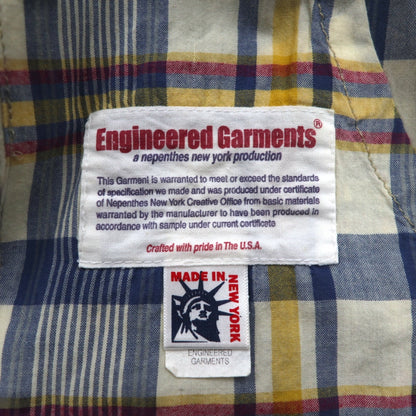 Engineered Garments®
a nepenthes new york production
This Garment is warranted to meet or exceed the standards
of specification we made and was produced under certificate
of Nepenthes New York Creative Office from basic materials
warranted by the manufacturer to have been produced in
accordance with sample under current certificate
Crafted with pride in The U.S.A.
MADE IN
NEW YORK
ENGINEERED
GARMENTS